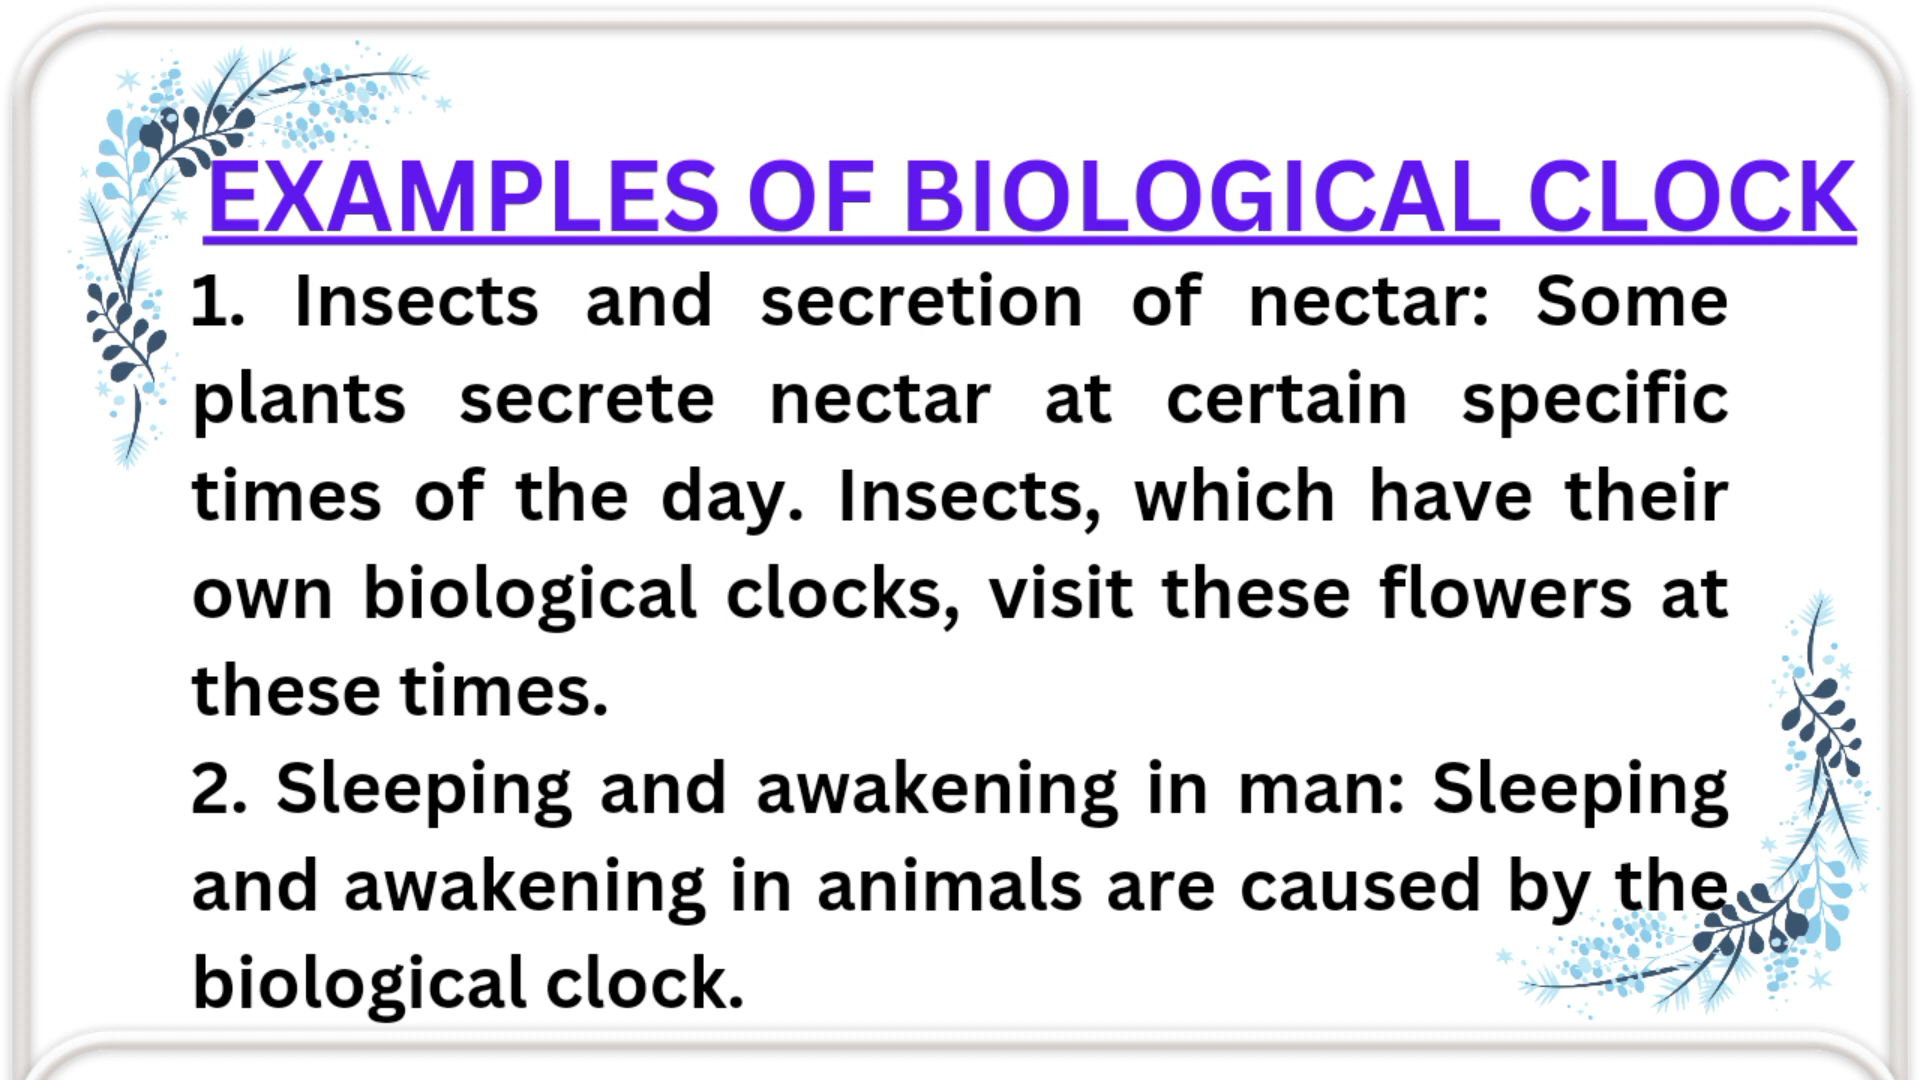 EXAMPLES OF BIOLOGICAL CLOCK
1. Insects and secretion of nectar: Some
plants secrete nectar at certain specific
times of the day. Insects, which have their
own biological clocks, visit these flowers at
these times.
2. Sleeping and awakening in man: Sleeping
and awakening in animals are caused by the
biological clock.